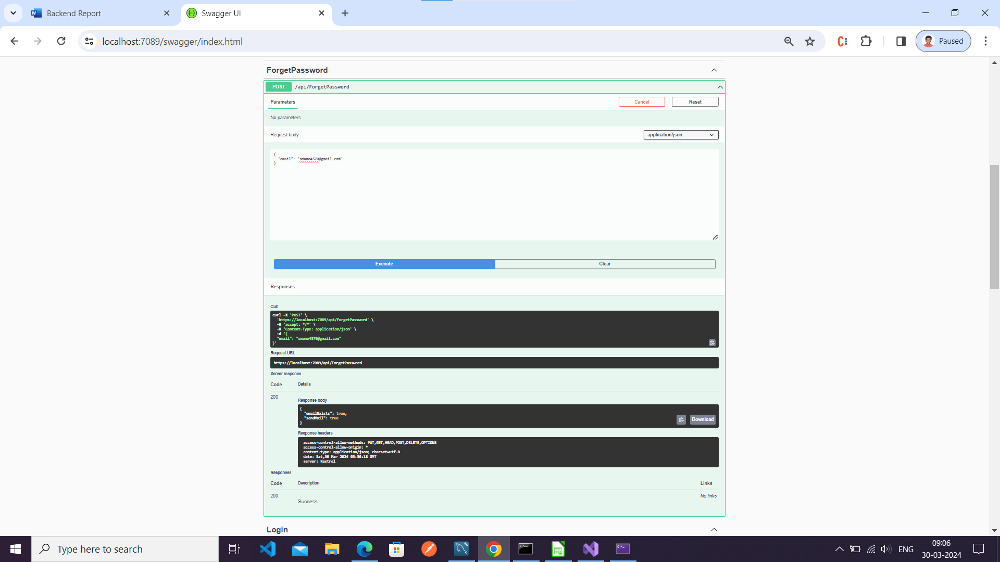 Backend Report
Swagger UI
localhost:7089/swagger/index.html
Paused
ForgetPassword
POST /api/ForgetPassword
Parameters
Cancel
Reset
No parameters
Request body
application/json
{
"email": "smano4570@gmail.com"
}
Execute
Clear
Responses
Curl
curl -X 'POST' \
'https://localhost:7089/api/ForgetPassword' \
-H 'accept: */*' \
-H 'Content-Type: application/json' \
-d '{
"email": "smano4570@gmail.com"
}'
Request URL
https://localhost:7089/api/ForgetPassword
Server response
Code Details
200
Response body
{
"emailExists": true,
"sendMail": true
}
Download
Response headers
access-control-allow-methods: PUT,GET,HEAD,POST,DELETE,OPTIONS
access-control-allow-origin: *
content-type: application/json; charset=utf-8
date: Sat,30 Mar 2024 03:36:18 GMT
server: Kestrel
Responses
Code Description Links
200 No links
Success
Login
Type here to search
ENG
09:06
30-03-2024